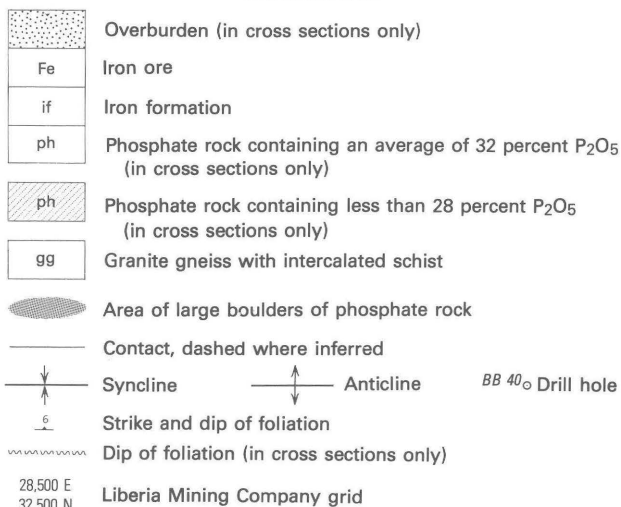 Overburden (in cross sections only)
Fe Iron ore
if Iron formation
ph Phosphate rock containing an average of 32 percent P2O5
(in cross sections only)
ph Phosphate rock containing less than 28 percent P2O5
(in cross sections only)
gg Granite gneiss with intercalated schist
Area of large boulders of phosphate rock
Contact, dashed where inferred
Syncline Anticline BB 40 Drill hole
6 Strike and dip of foliation
Dip of foliation (in cross sections only)
28,500 E
32,500 N Liberia Mining Company grid